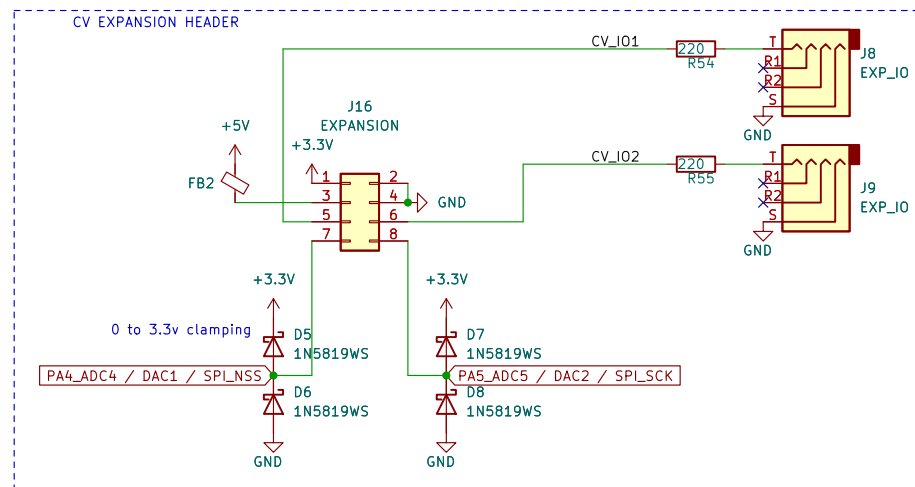 CV EXPANSION HEADER
CV_IO1
220
R54
T
R1
R2
S
J8
EXP_IO
GND
J16
EXPANSION
+5V
+3.3V
FB2
1
2
3
4
5
6
7
8
GND
CV_IO2
220
R55
T
R1
R2
S
J9
EXP_IO
GND
+3.3V
+3.3V
0 to 3.3v clamping
D5
1N5819WS
D7
1N5819WS
PA4_ADC4 / DAC1 / SPI_NSS
PA5_ADC5 / DAC2 / SPI_SCK
D6
1N5819WS
D8
1N5819WS
GND
GND